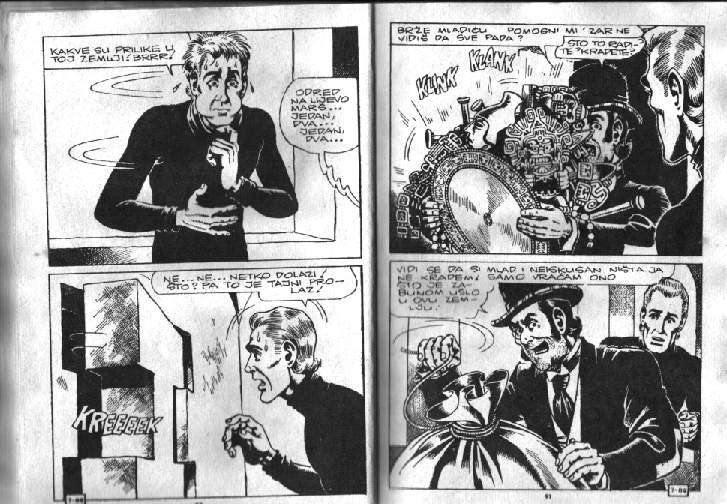 KAKVE SU PRILIKE U
TOJ ZEMLJI! BRRR!
ODRED
NA LIJEVO
MARŠ...
JEDAN,
DVA...
JEDAN,
DVA...
NE...NE...NETKO DOLAZI!
ŠTO? PA TO JE TAJNI PRO-
LAZ!
KREEEEK
BRŽE MLADIĆU POMOGNI MI! ZAR NE
VIDIŠ DA SVE PADA?
ŠTO TO RADI-
TE? KRADETE?
KLINK
KLANK
VIDI SE DA SI MLAD I NEISKUSAN. NIŠTA JA
NE KRADEM! SAMO VRAĆAM ONO
ŠTO JE ZA-
BUNOM UŠLO
U OVU ZEM-
LJU!
91